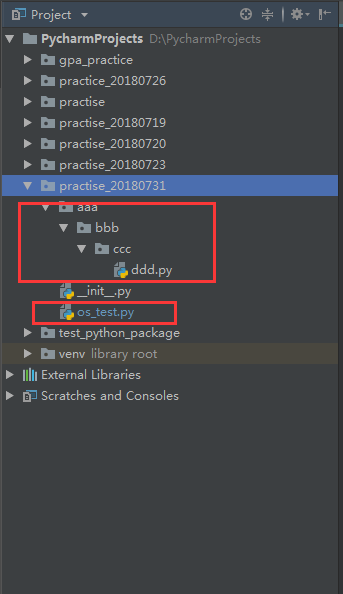 Project
PycharmProjects D:\PycharmProjects
gpa_practice
practice_20180726
practise
practise_20180719
practise_20180720
practise_20180723
practise_20180731
aaa
bbb
ccc
ddd.py
__init__.py
os_test.py
test_python_package
venv library root
External Libraries
Scratches and Consoles